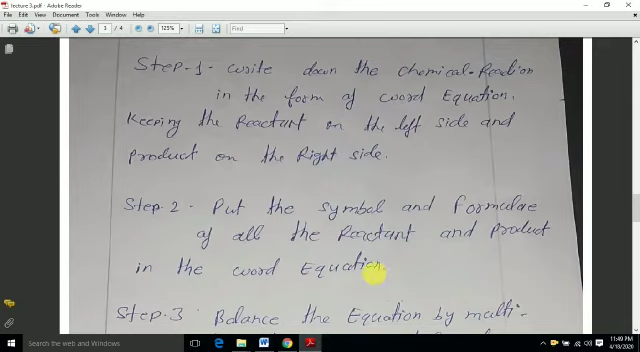 lecture 3.pdf - Adobe Reader
File Edit View Document Tools Window Help
3 / 4 125% Find
Step-1- Write down the chemical-Reaction
in the form of word Equation.
Keeping the Reactant on the left side and
product on the Right side.
Step-2 - Put the symbol and formulae
of all the Reactant and product
in the word Equation.
Step-3 - Balance the Equation by multi-
Search Windows
11:49 PM
4/18/2020